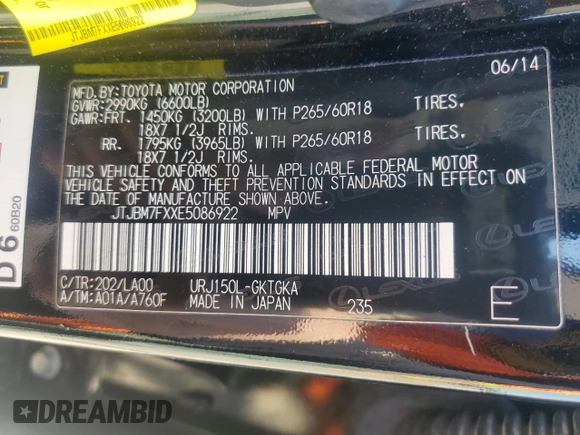 JTJBM7FXXE5086922
D 6 60B20
06/14
MFD.BY:TOYOTA MOTOR CORPORATION
GVWR:2990KG (6600LB)
GAWR:FRT. 1450KG (3200LB) WITH P265/60R18 TIRES.
18X7 1/2J RIMS.
RR. 1795KG (3965LB) WITH P265/60R18 TIRES.
18X7 1/2J RIMS.
THIS VEHICLE CONFORMS TO ALL APPLICABLE FEDERAL MOTOR
VEHICLE SAFETY AND THEFT PREVENTION STANDARDS IN EFFECT ON
THE DATE OF MANUFACTURE SHOWN ABOVE.
JTJBM7FXXE5086922 MPV
C/TR:202/LA00 URJ150L-GKTGKA
A/TM:A01A/A760F MADE IN JAPAN 235 E
LEXUS
DREAMBID